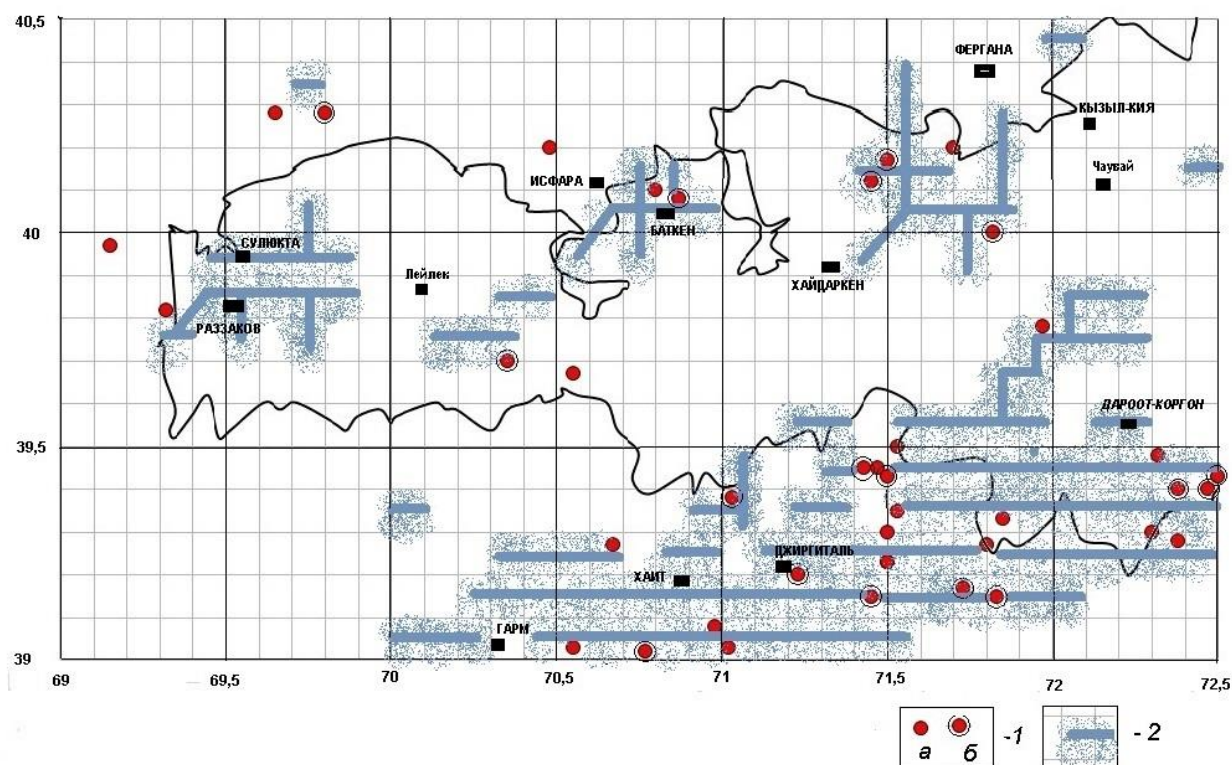 40,5
ФЕРГАНА
КЫЗЫЛ-КИЯ
ИСФАРА
Чаувай
БАТКЕН
40
СУЛЮКТА
Лейлек
ХАЙДАРКЕН
РАЗЗАКОВ
ДАРООТ-КОРГОН
39,5
ДЖИРГИТАЛЬ
ХАИТ
ГАРМ
39
69 69,5 70 70,5 71 71,5 72 72,5
-1 - 2
а б